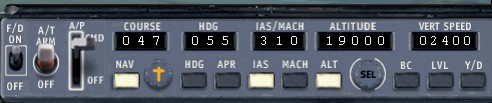 F/D A/T A/P COURSE HDG IAS/MACH ALTITUDE VERT SPEED
ON ARM CMD 047 055 310 19000 02400
NAV HDG APR IAS MACH ALT SEL BC LVL Y/D
OFF OFF